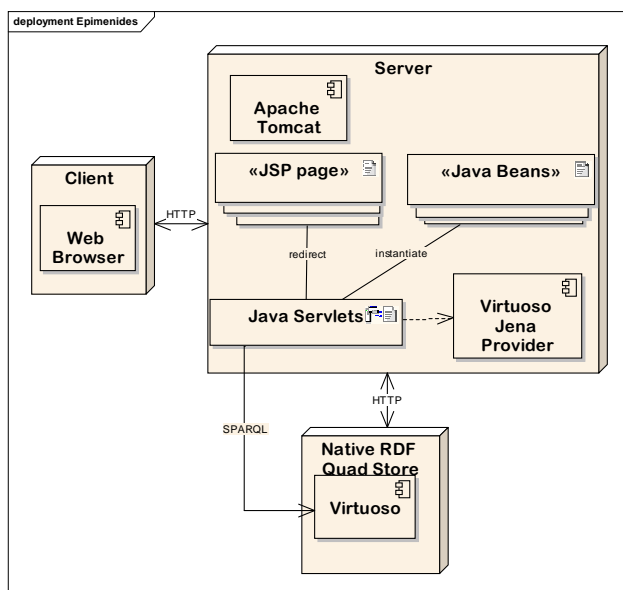 deployment Epimenides
Server
Apache
Tomcat
«JSP page»
«Java Beans»
Client
Web
Browser
HTTP
redirect
instantiate
Java Servlets
Virtuoso
Jena
Provider
HTTP
SPARQL
Native RDF
Quad Store
Virtuoso